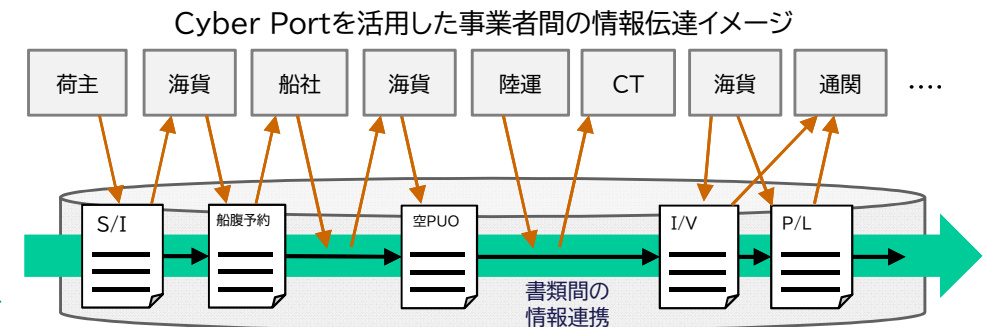 Cyber Portを活用した事業者間の情報伝達イメージ
荷主
海貨
船社
海貨
陸運
CT
海貨
通関
‥‥
S/I
船腹予約
空PUO
I/V
P/L
書類間の
情報連携